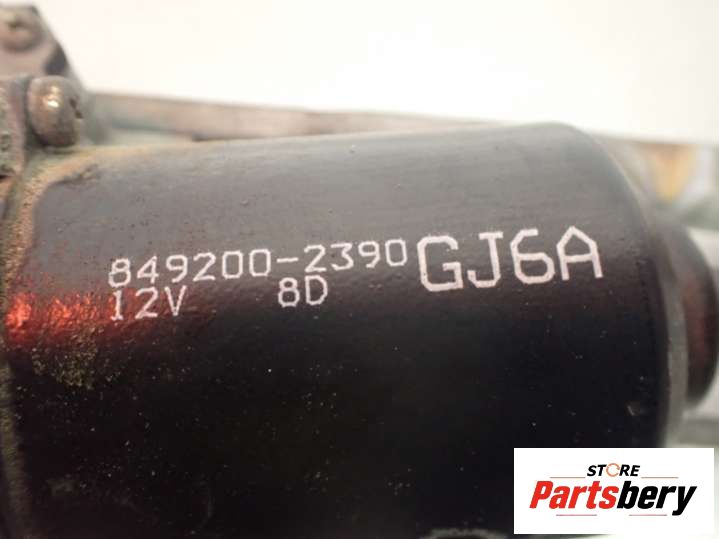 849200-2390 GJ6A
12V 8D
STORE
Partsbery